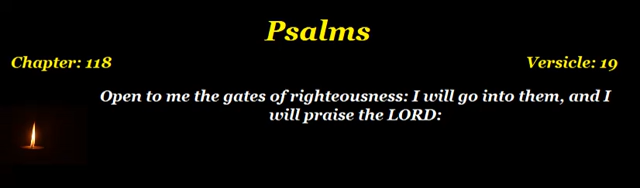 Psalms
Chapter: 118
Versicle: 19
Open to me the gates of righteousness: I will go into them, and I
will praise the LORD: